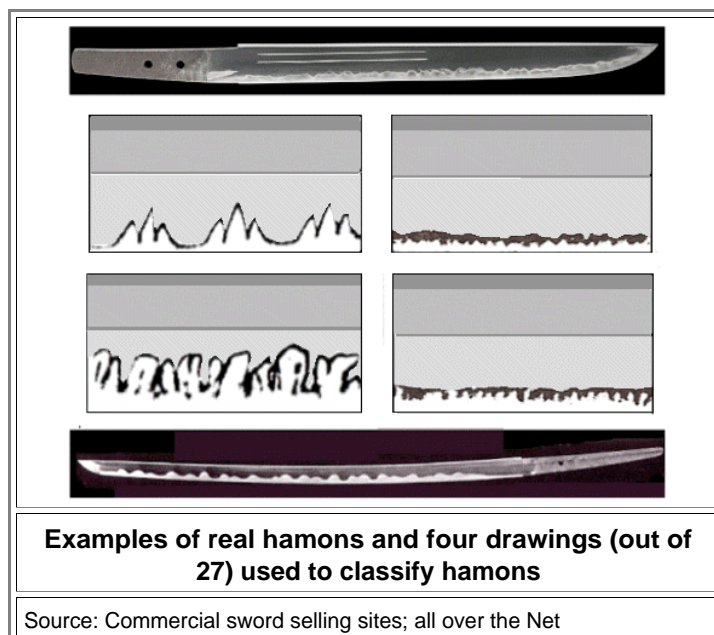 Examples of real hamons and four drawings (out of
27) used to classify hamons
Source: Commercial sword selling sites; all over the Net